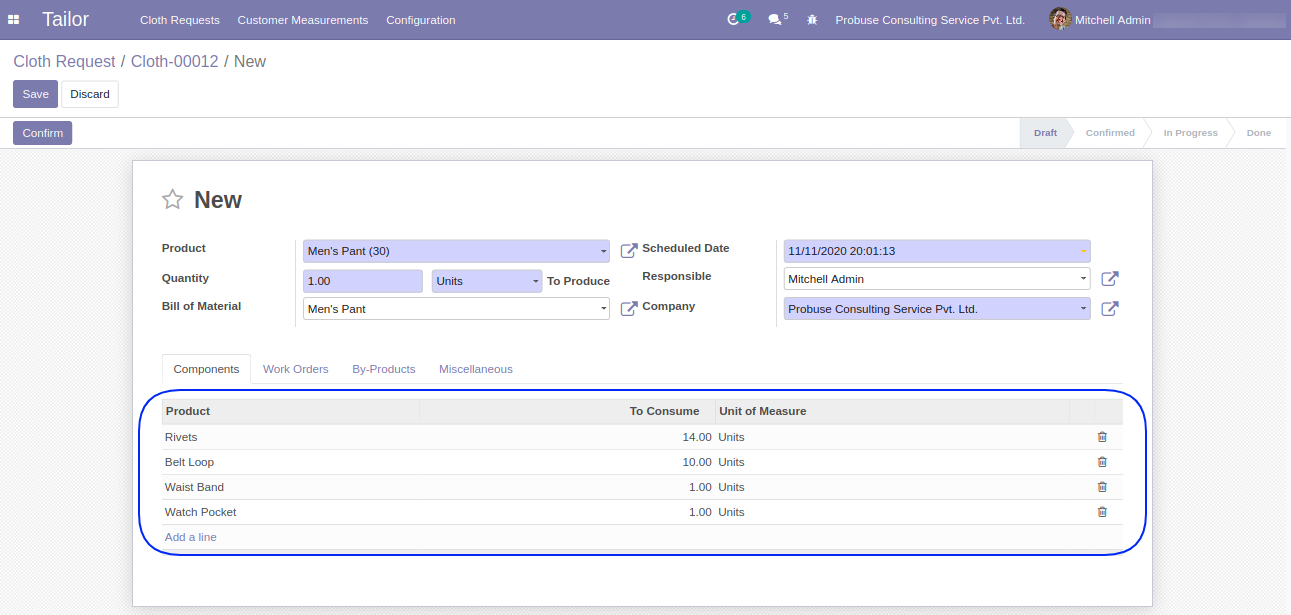 Tailor Cloth Requests Customer Measurements Configuration 6 5 Probuse Consulting Service Pvt. Ltd. Mitchell Admin
Cloth Request / Cloth-00012 / New
Save Discard
Confirm Draft Confirmed In Progress Done
New
Product Men's Pant (30) Scheduled Date 11/11/2020 20:01:13
Quantity 1.00 Units To Produce Responsible Mitchell Admin
Bill of Material Men's Pant Company Probuse Consulting Service Pvt. Ltd.
Components Work Orders By-Products Miscellaneous
Product To Consume Unit of Measure
Rivets 14.00 Units
Belt Loop 10.00 Units
Waist Band 1.00 Units
Watch Pocket 1.00 Units
Add a line